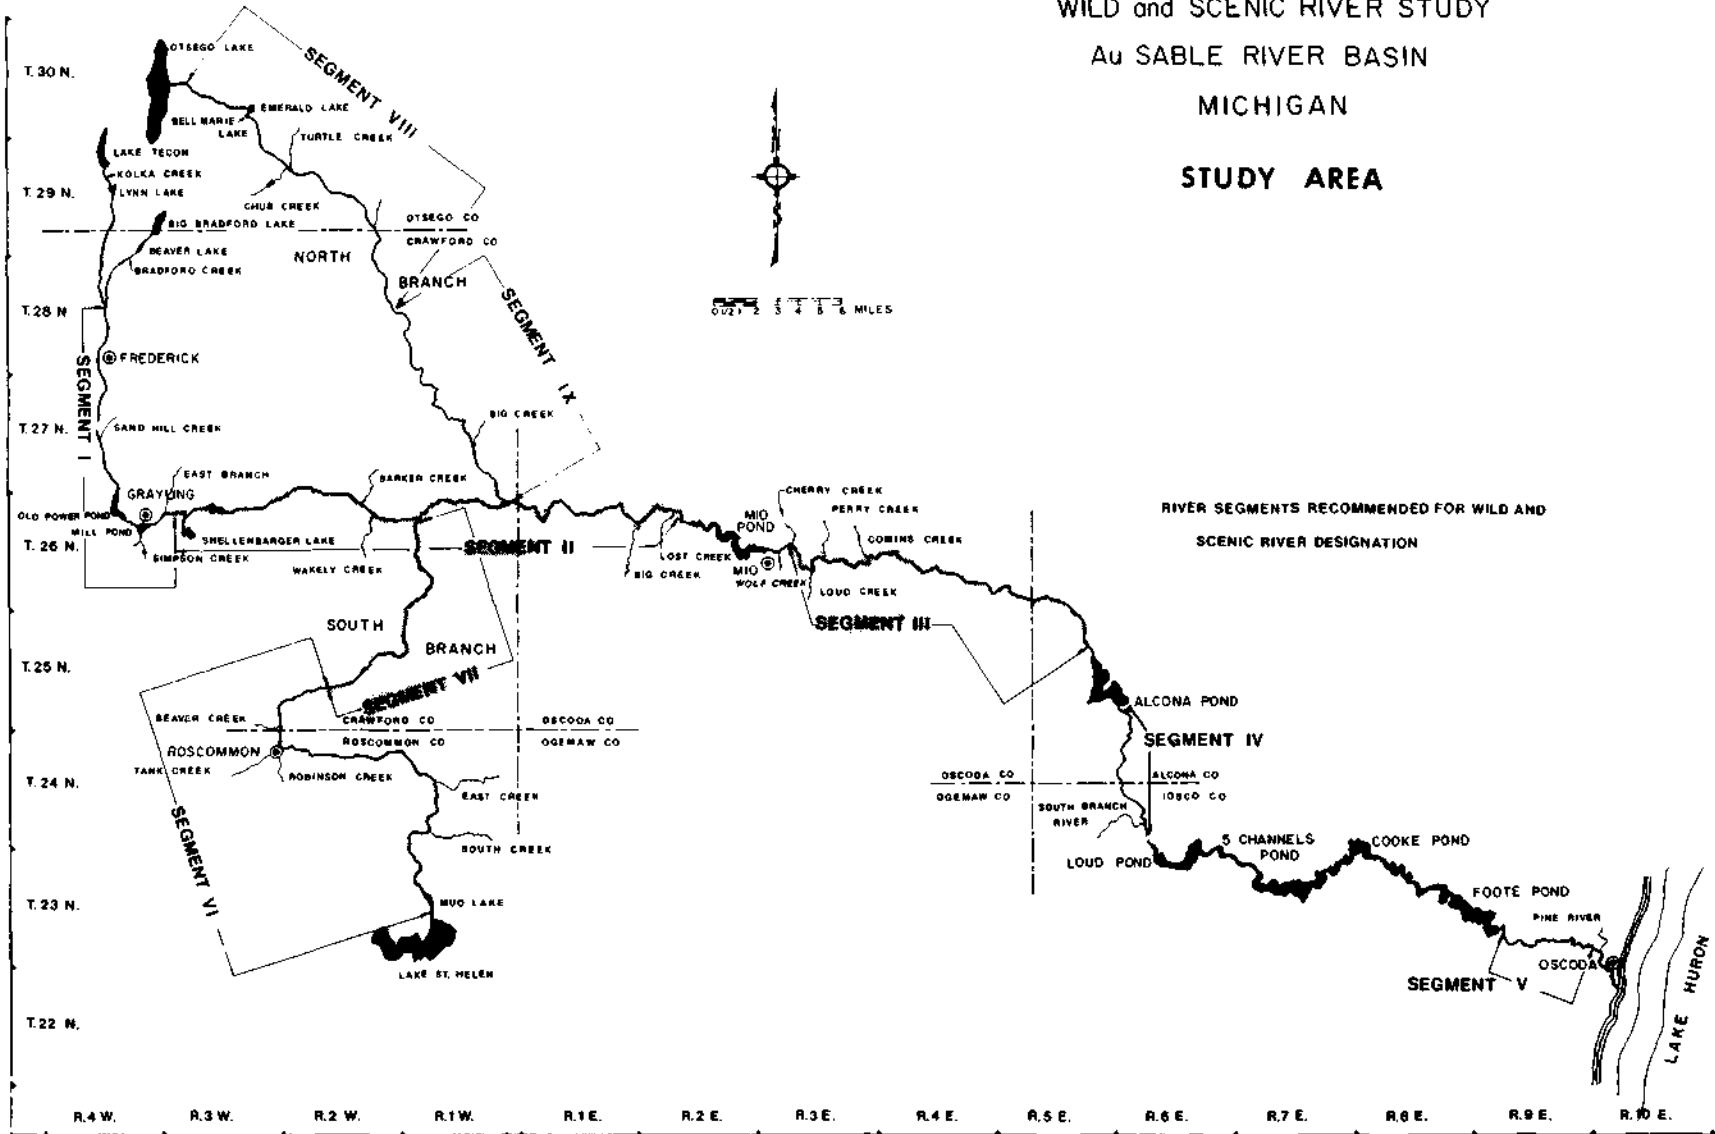 WILD and SCENIC RIVER STUDY
Au SABLE RIVER BASIN
MICHIGAN
STUDY AREA
T. 30 N.
OTSEGO LAKE
SEGMENT VIII
EMERALD LAKE
BELL MARIE
LAKE
TURTLE CREEK
LAKE TECON
KOLKA CREEK
T. 29 N.
LYNN LAKE
CHUB CREEK
BIG BRADFORD LAKE
OTSEGO CO
CRAWFORD CO
BEAVER LAKE
BRADFORD CREEK
NORTH
BRANCH
T. 28 N
SEGMENT IX
0 1/2 1 2 3 4 5 6 MILES
SEGMENT I
FREDERICK
BIG CREEK
T. 27 N.
SAND HILL CREEK
EAST BRANCH
BARKER CREEK
GRAYLING
OLD POWER POND
MILL POND
T. 26 N.
SHELLENBARGER LAKE
SIMPSON CREEK
WAKELY CREEK
SEGMENT II
CHERRY CREEK
MIO
POND
PERRY CREEK
COMINS CREEK
LOST CREEK
BIG CREEK
MIO
WOLF CREEK
LOUD CREEK
RIVER SEGMENTS RECOMMENDED FOR WILD AND
SCENIC RIVER DESIGNATION
SEGMENT III
SOUTH
BRANCH
T. 25 N.
SEGMENT VII
BEAVER CREEK
CRAWFORD CO
ROSCOMMON CO
OSCODA CO
OGEMAW CO
ROSCOMMON
TANK CREEK
ROBINSON CREEK
T. 24 N.
EAST CREEK
SEGMENT VI
SOUTH CREEK
ALCONA POND
SEGMENT IV
OSCODA CO
OGEMAW CO
ALCONA CO
IOSCO CO
SOUTH BRANCH
RIVER
LOUD POND
5 CHANNELS
POND
COOKE POND
T. 23 N.
MUD LAKE
FOOTE POND
PINE RIVER
LAKE ST. HELEN
OSCODA
SEGMENT V
LAKE HURON
T. 22 N.
R. 4 W. R. 3 W. R. 2 W. R. 1 W. R. 1 E. R. 2 E. R. 3 E. R. 4 E. R. 5 E. R. 6 E. R. 7 E. R. 8 E. R. 9 E. R. 10 E.